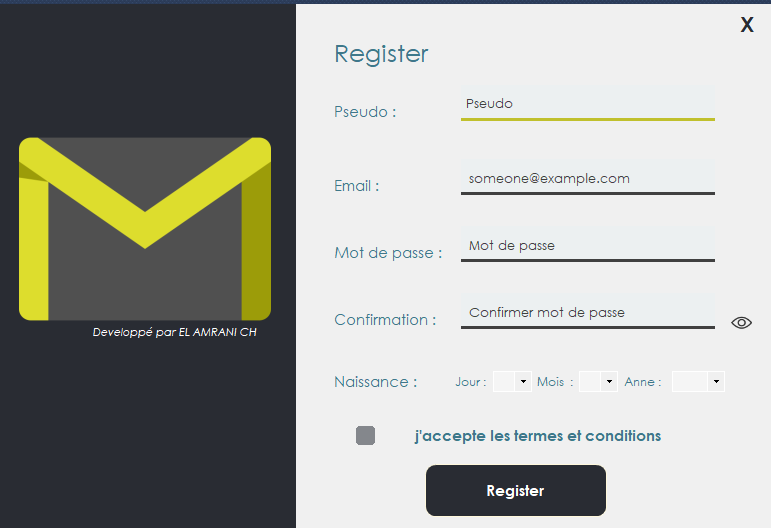 X
Register
Pseudo :
Pseudo
Email :
someone@example.com
Mot de passe :
Mot de passe
Developpé par EL AMRANI CH
Confirmation :
Confirmer mot de passe
Naissance :
Jour :
Mois :
Anne :
j'accepte les termes et conditions
Register